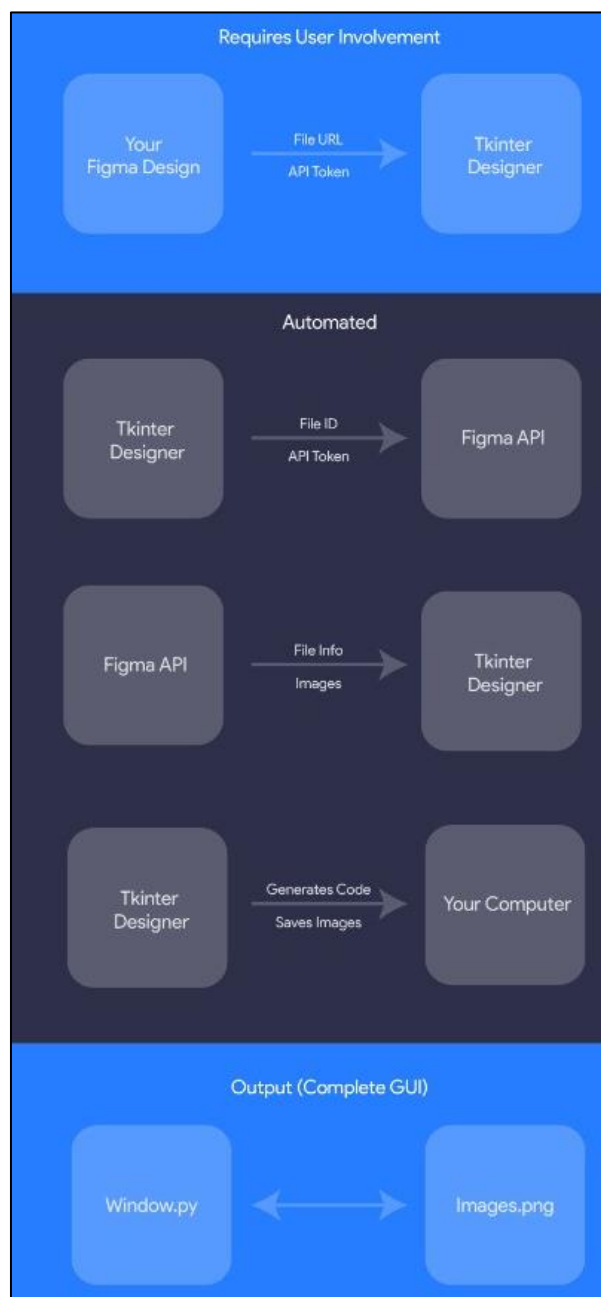 Requires User Involvement
Your
Figma Design
File URL
API Token
Tkinter
Designer
Automated
Tkinter
Designer
File ID
API Token
Figma API
Figma API
File Info
Images
Tkinter
Designer
Tkinter
Designer
Generates Code
Saves Images
Your Computer
Output (Complete GUI)
Window.py
Images.png